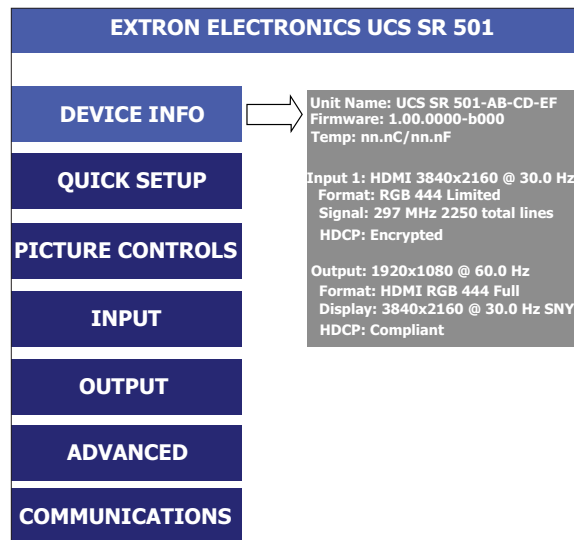 EXTRON ELECTRONICS UCS SR 501
DEVICE INFO
QUICK SETUP
PICTURE CONTROLS
INPUT
OUTPUT
ADVANCED
COMMUNICATIONS
Unit Name: UCS SR 501-AB-CD-EF
Firmware: 1.00.0000-b000
Temp: nn.nC/nn.nF
Input 1: HDMI 3840x2160 @ 30.0 Hz
Format: RGB 444 Limited
Signal: 297 MHz 2250 total lines
HDCP: Encrypted
Output: 1920x1080 @ 60.0 Hz
Format: HDMI RGB 444 Full
Display: 3840x2160 @ 30.0 Hz SNY
HDCP: Compliant